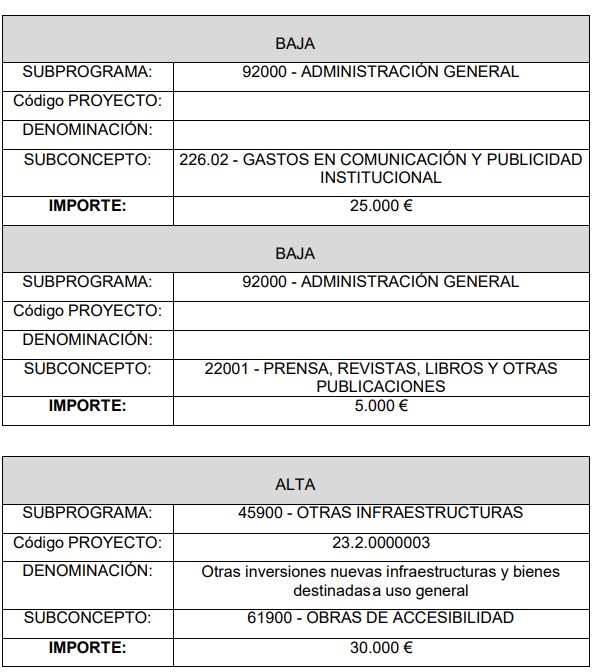 BAJA
SUBPROGRAMA: 92000 - ADMINISTRACIÓN GENERAL
Código PROYECTO:
DENOMINACIÓN:
SUBCONCEPTO: 226.02 - GASTOS EN COMUNICACIÓN Y PUBLICIDAD
INSTITUCIONAL
IMPORTE: 25.000 €
BAJA
SUBPROGRAMA: 92000 - ADMINISTRACIÓN GENERAL
Código PROYECTO:
DENOMINACIÓN:
SUBCONCEPTO: 22001 - PRENSA, REVISTAS, LIBROS Y OTRAS
PUBLICACIONES
IMPORTE: 5.000 €
ALTA
SUBPROGRAMA: 45900 - OTRAS INFRAESTRUCTURAS
Código PROYECTO: 23.2.0000003
DENOMINACIÓN: Otras inversiones nuevas infraestructuras y bienes
destinadas a uso general
SUBCONCEPTO: 61900 - OBRAS DE ACCESIBILIDAD
IMPORTE: 30.000 €